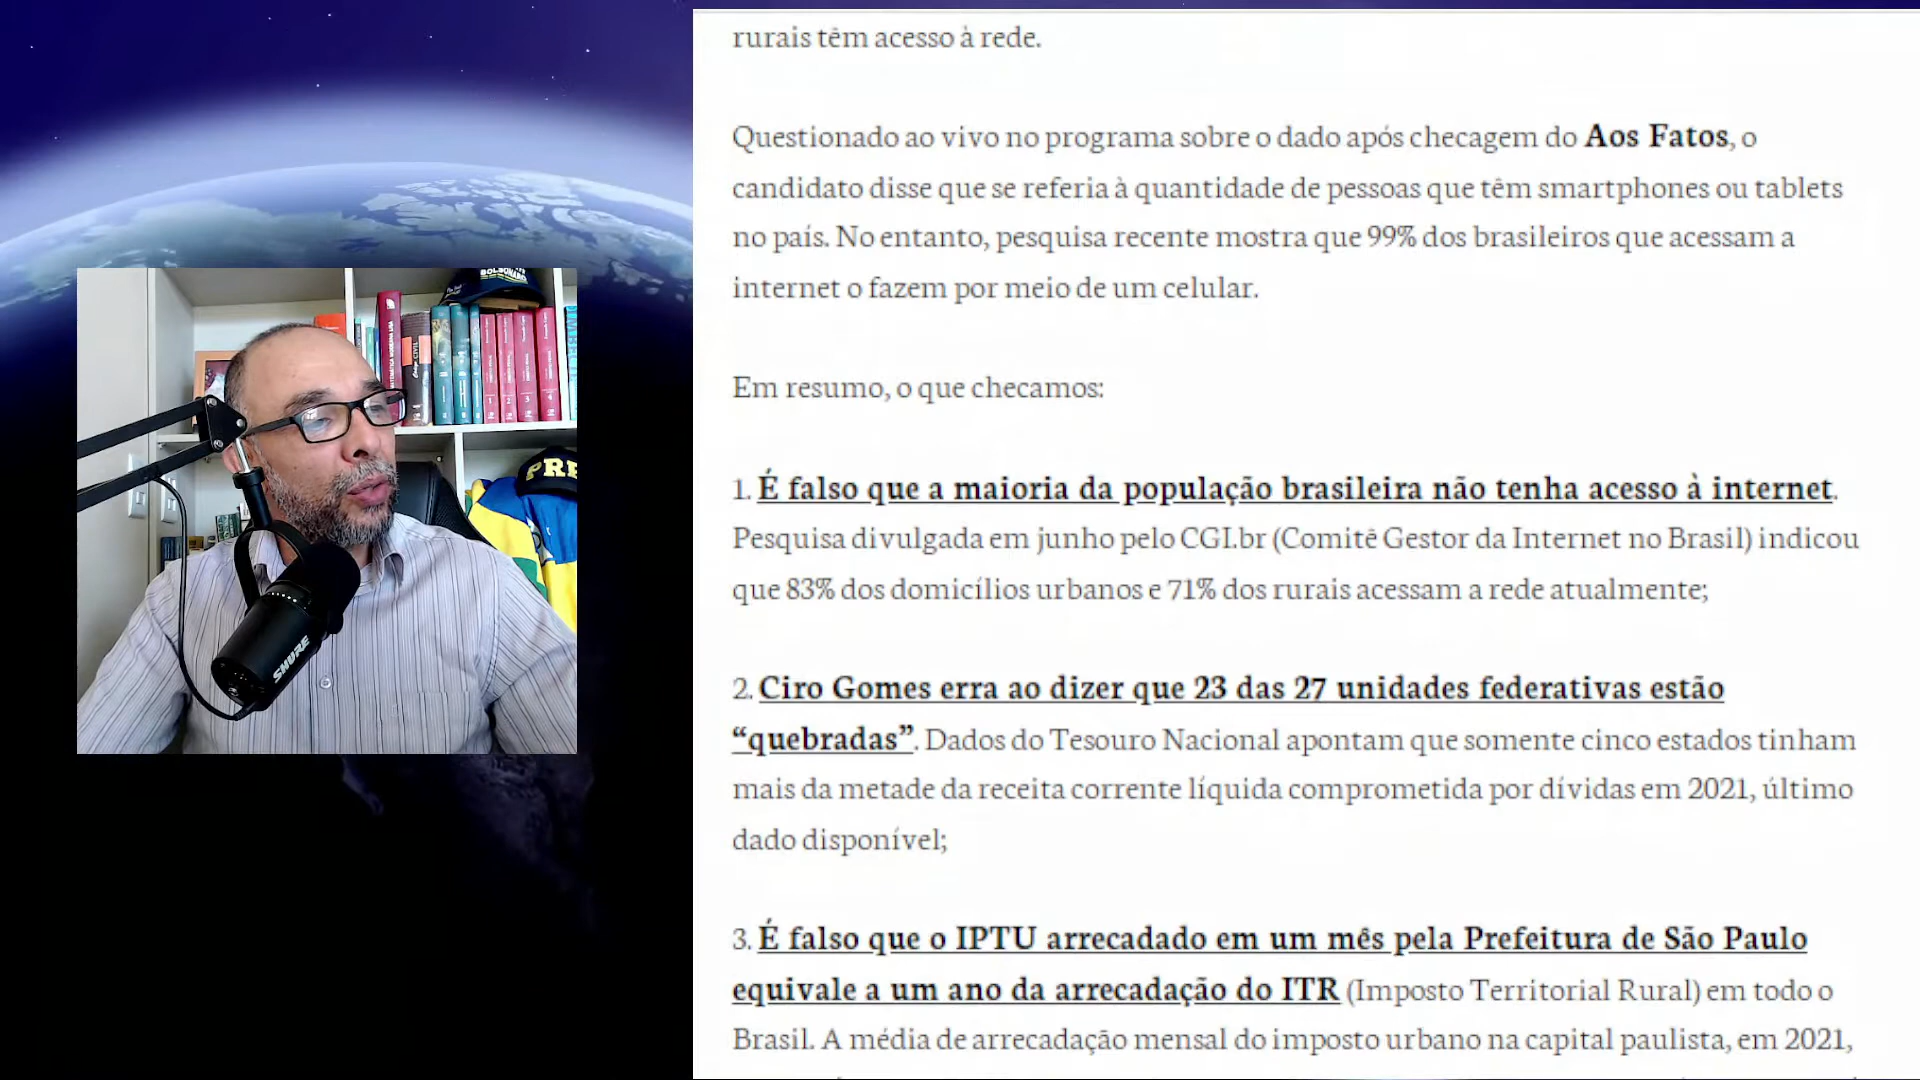 rurais têm acesso à rede.
Questionado ao vivo no programa sobre o dado após checagem do Aos Fatos, o
candidato disse que se referia à quantidade de pessoas que têm smartphones ou tablets
no país. No entanto, pesquisa recente mostra que 99% dos brasileiros que acessam a
internet o fazem por meio de um celular.
Em resumo, o que checamos:
1. É falso que a maioria da população brasileira não tenha acesso à internet.
Pesquisa divulgada em junho pelo CGI.br (Comitê Gestor da Internet no Brasil) indicou
que 83% dos domicílios urbanos e 71% dos rurais acessam a rede atualmente;
2. Ciro Gomes erra ao dizer que 23 das 27 unidades federativas estão
“quebradas”. Dados do Tesouro Nacional apontam que somente cinco estados tinham
mais da metade da receita corrente líquida comprometida por dívidas em 2021, último
dado disponível;
3. É falso que o IPTU arrecadado em um mês pela Prefeitura de São Paulo
equivale a um ano da arrecadação do ITR (Imposto Territorial Rural) em todo o
Brasil. A média de arrecadação mensal do imposto urbano na capital paulista, em 2021,
BOLSONARO
CIVIL
1
2
3
4
PRF
SHURE